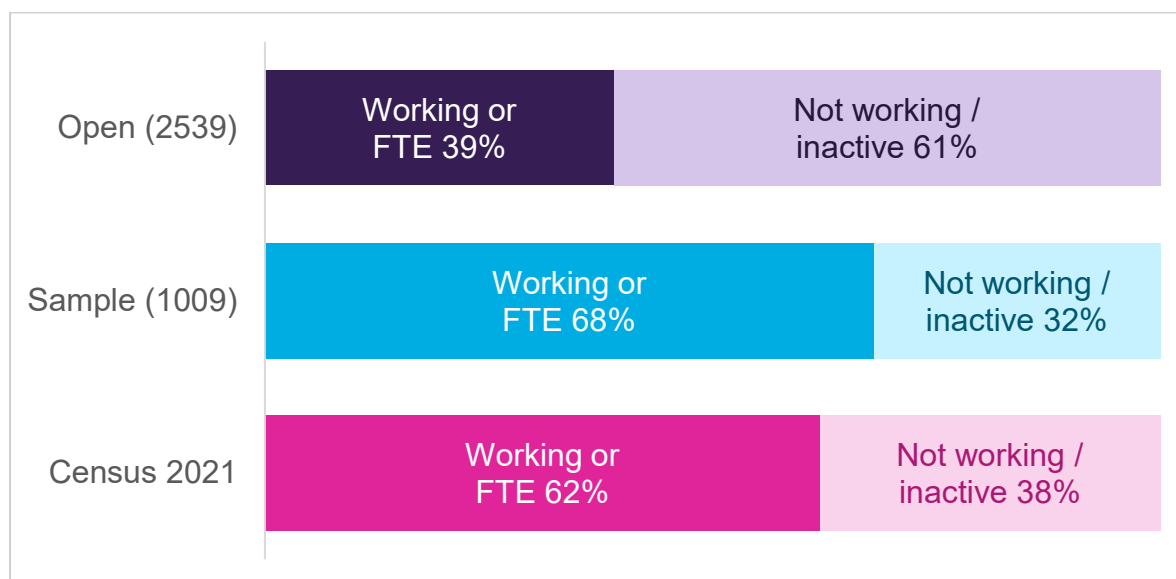 Open (2539)
Working or
FTE 39%
Not working /
inactive 61%
Sample (1009)
Working or
FTE 68%
Not working /
inactive 32%
Census 2021
Working or
FTE 62%
Not working /
inactive 38%